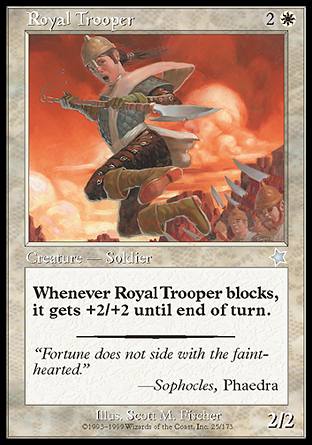 Royal Trooper 2
Creature — Soldier
Whenever Royal Trooper blocks,
it gets +2/+2 until end of turn.
“Fortune does not side with the faint-
hearted.”
—Sophocles, Phaedra
Illus. Scott M. Fischer
©1993-1999 Wizards of the Coast, Inc. 25/173
2/2